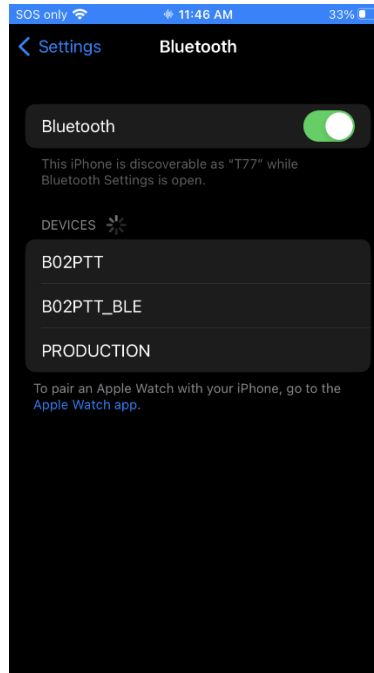 SOS only 11:46 AM 33%
Settings Bluetooth
Bluetooth
This iPhone is discoverable as “T77” while
Bluetooth Settings is open.
DEVICES
B02PTT
B02PTT_BLE
PRODUCTION
To pair an Apple Watch with your iPhone, go to the
Apple Watch app.